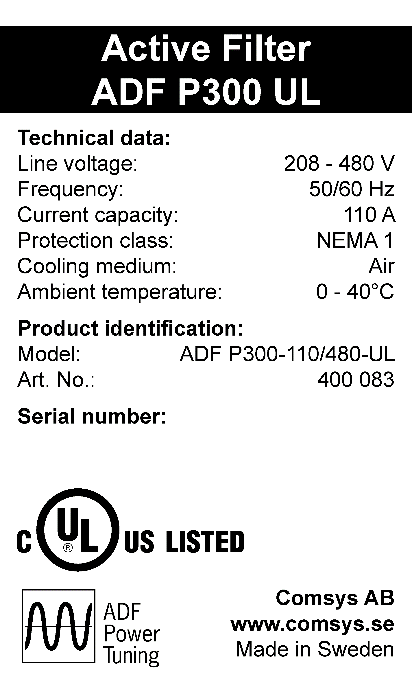 Active Filter
ADF P300 UL
Technical data:
Line voltage: 208 - 480 V
Frequency: 50/60 Hz
Current capacity: 110 A
Protection class: NEMA 1
Cooling medium: Air
Ambient temperature: 0 - 40°C
Product identification:
Model: ADF P300-110/480-UL
Art. No.: 400 083
Serial number:
C UL ® US LISTED
ADF
Power
Tuning
Comsys AB
www.comsys.se
Made in Sweden